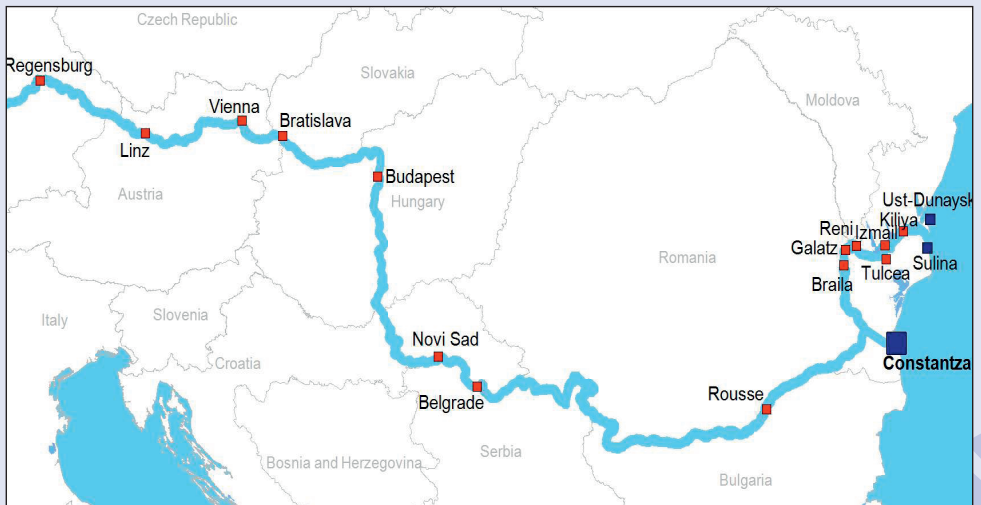 Czech Republic
Regensburg
Slovakia
Vienna
Moldova
Bratislava
Linz
Budapest
Austria
Hungary
Ust-Dunaysk
Kiliya
Reni
Izmail
Galatz
Romania
Sulina
Tulcea
Braila
Slovenia
Italy
Novi Sad
Croatia
Constantza
Rousse
Belgrade
Serbia
Bosnia and Herzegovina
Bulgaria